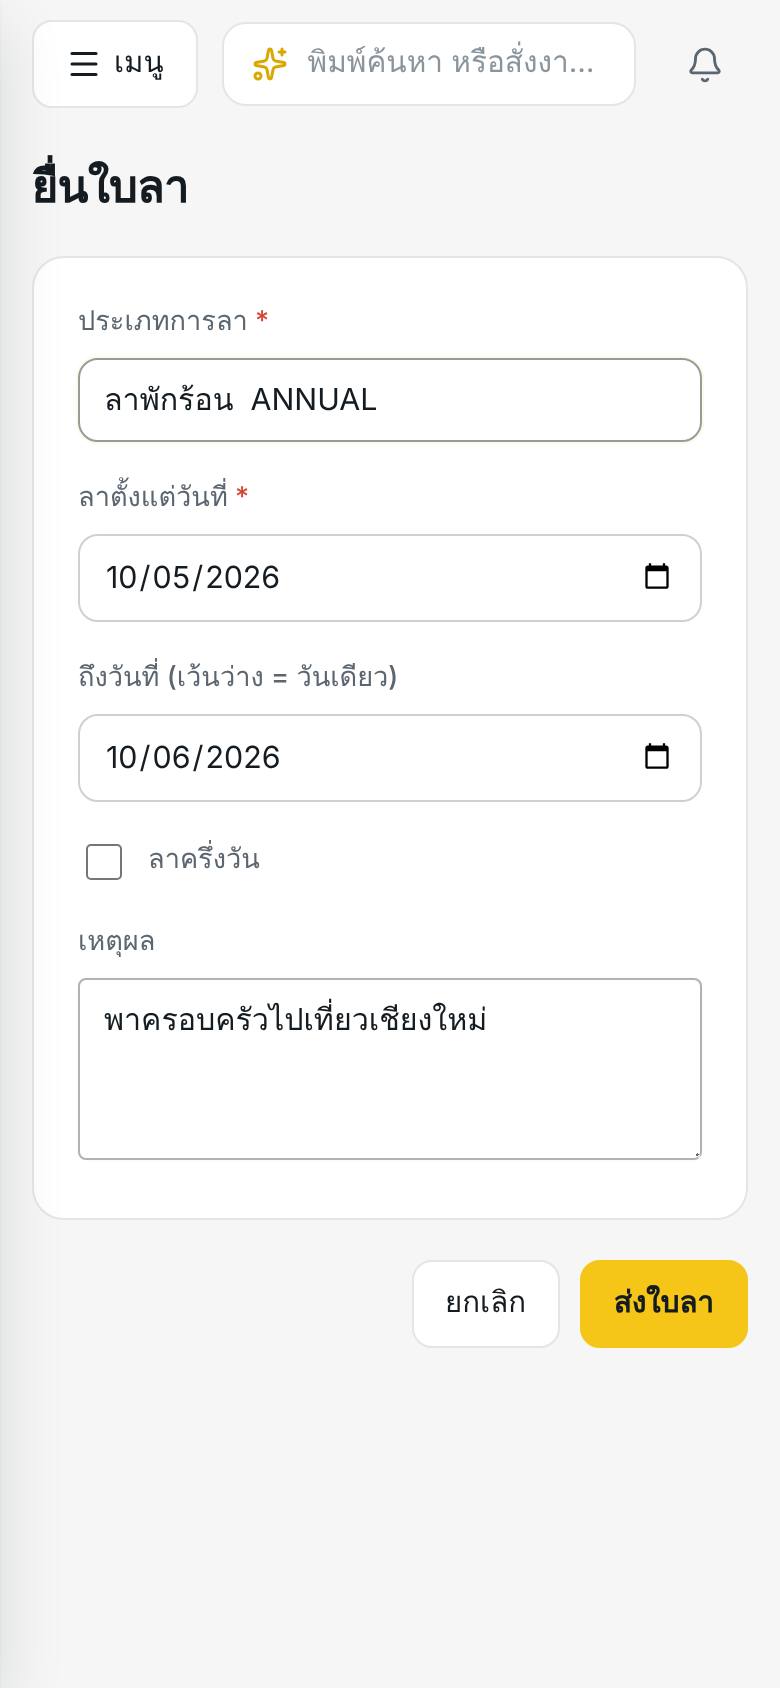 เมนู
พิมพ์ค้นหา หรือสั่งงา...
ยื่นใบลา
ประเภทการลา *
ลาพักร้อน ANNUAL
ลาตั้งแต่วันที่ *
10/05/2026
ถึงวันที่ (เว้นว่าง = วันเดียว)
10/06/2026
ลาครึ่งวัน
เหตุผล
พาครอบครัวไปเที่ยวเชียงใหม่
ยกเลิก
ส่งใบลา